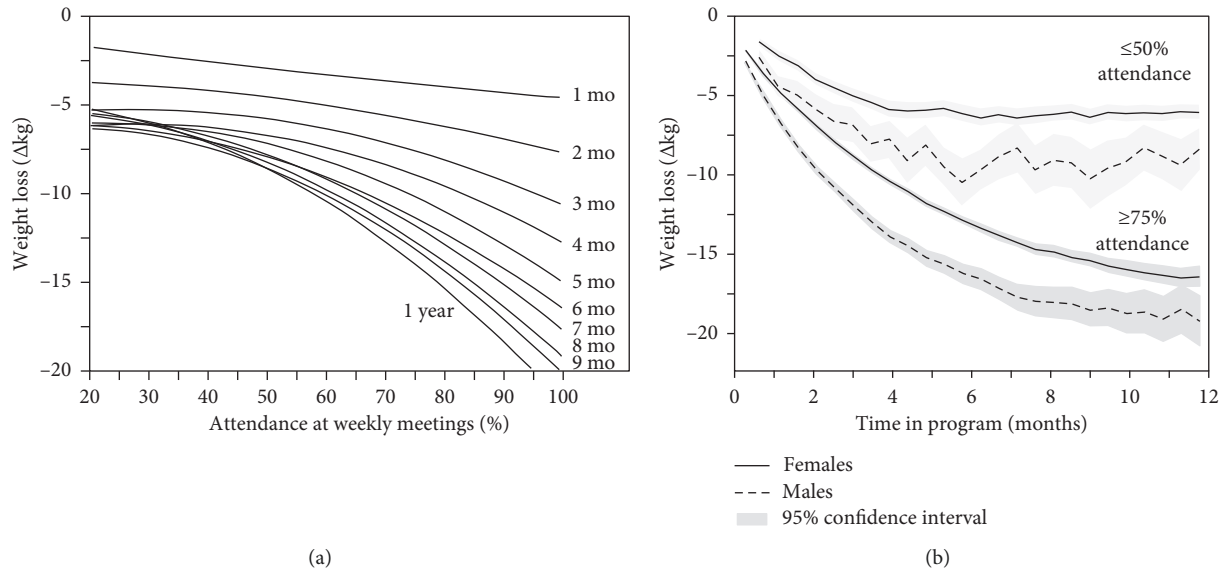 0
−5
−10
−15
−20
Weight loss (Δkg)
1 mo
2 mo
3 mo
4 mo
5 mo
6 mo
7 mo
8 mo
9 mo
1 year
20 30 40 50 60 70 80 90 100
Attendance at weekly meetings (%)
(a)
0
−5
−10
−15
−20
Weight loss (Δkg)
≤50%
attendance
≥75%
attendance
0 2 4 6 8 10 12
Time in program (months)
Females
Males
95% confidence interval
(b)